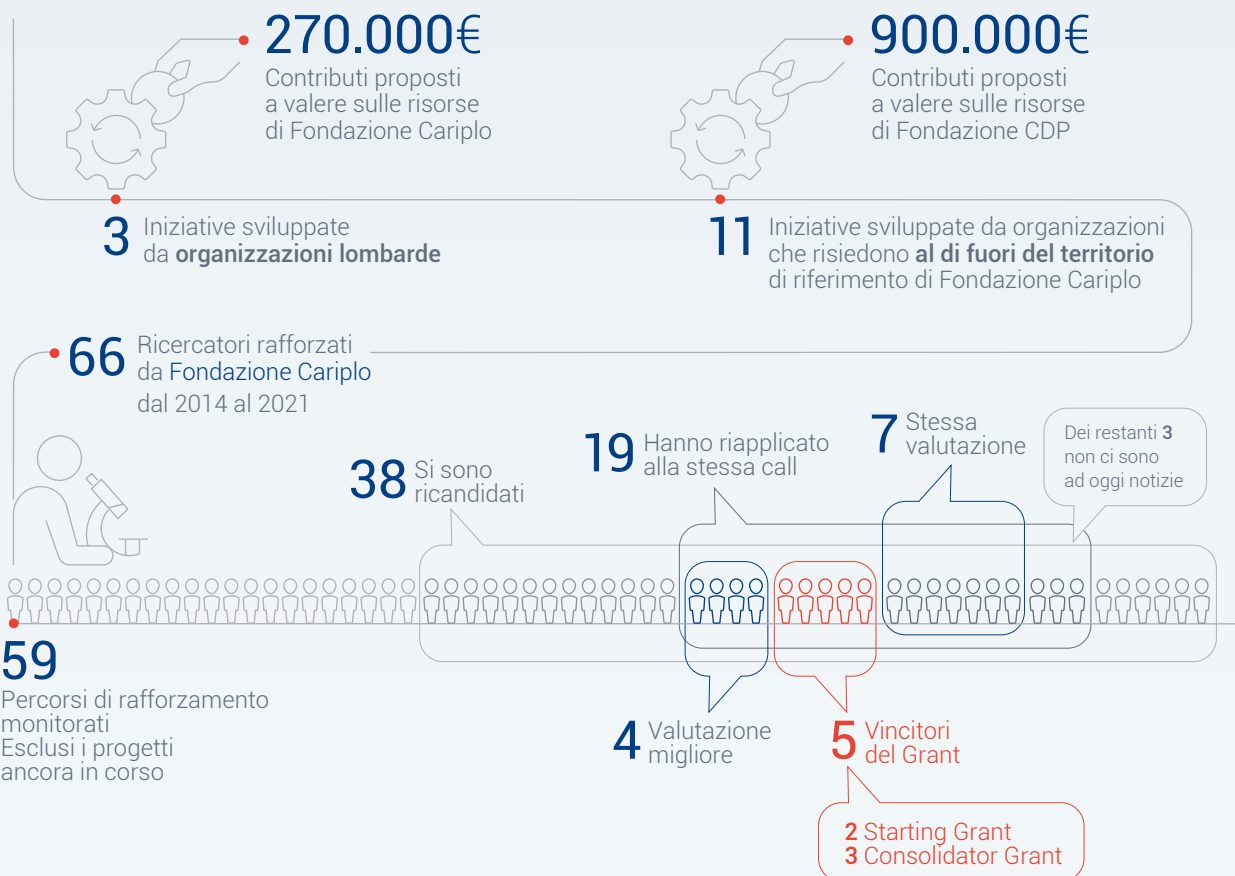 270.000€
Contributi proposti
a valere sulle risorse
di Fondazione Cariplo
900.000€
Contributi proposti
a valere sulle risorse
di Fondazione CDP
3 Iniziative sviluppate
da organizzazioni lombarde
11 Iniziative sviluppate da organizzazioni
che risiedono al di fuori del territorio
di riferimento di Fondazione Cariplo
66 Ricercatori rafforzati
da Fondazione Cariplo
dal 2014 al 2021
38 Si sono
ricandidati
19 Hanno riapplicato
alla stessa call
7 Stessa
valutazione
Dei restanti 3
non ci sono
ad oggi notizie
59
Percorsi di rafforzamento
monitorati
Esclusi i progetti
ancora in corso
4 Valutazione
migliore
5 Vincitori
del Grant
2 Starting Grant
3 Consolidator Grant